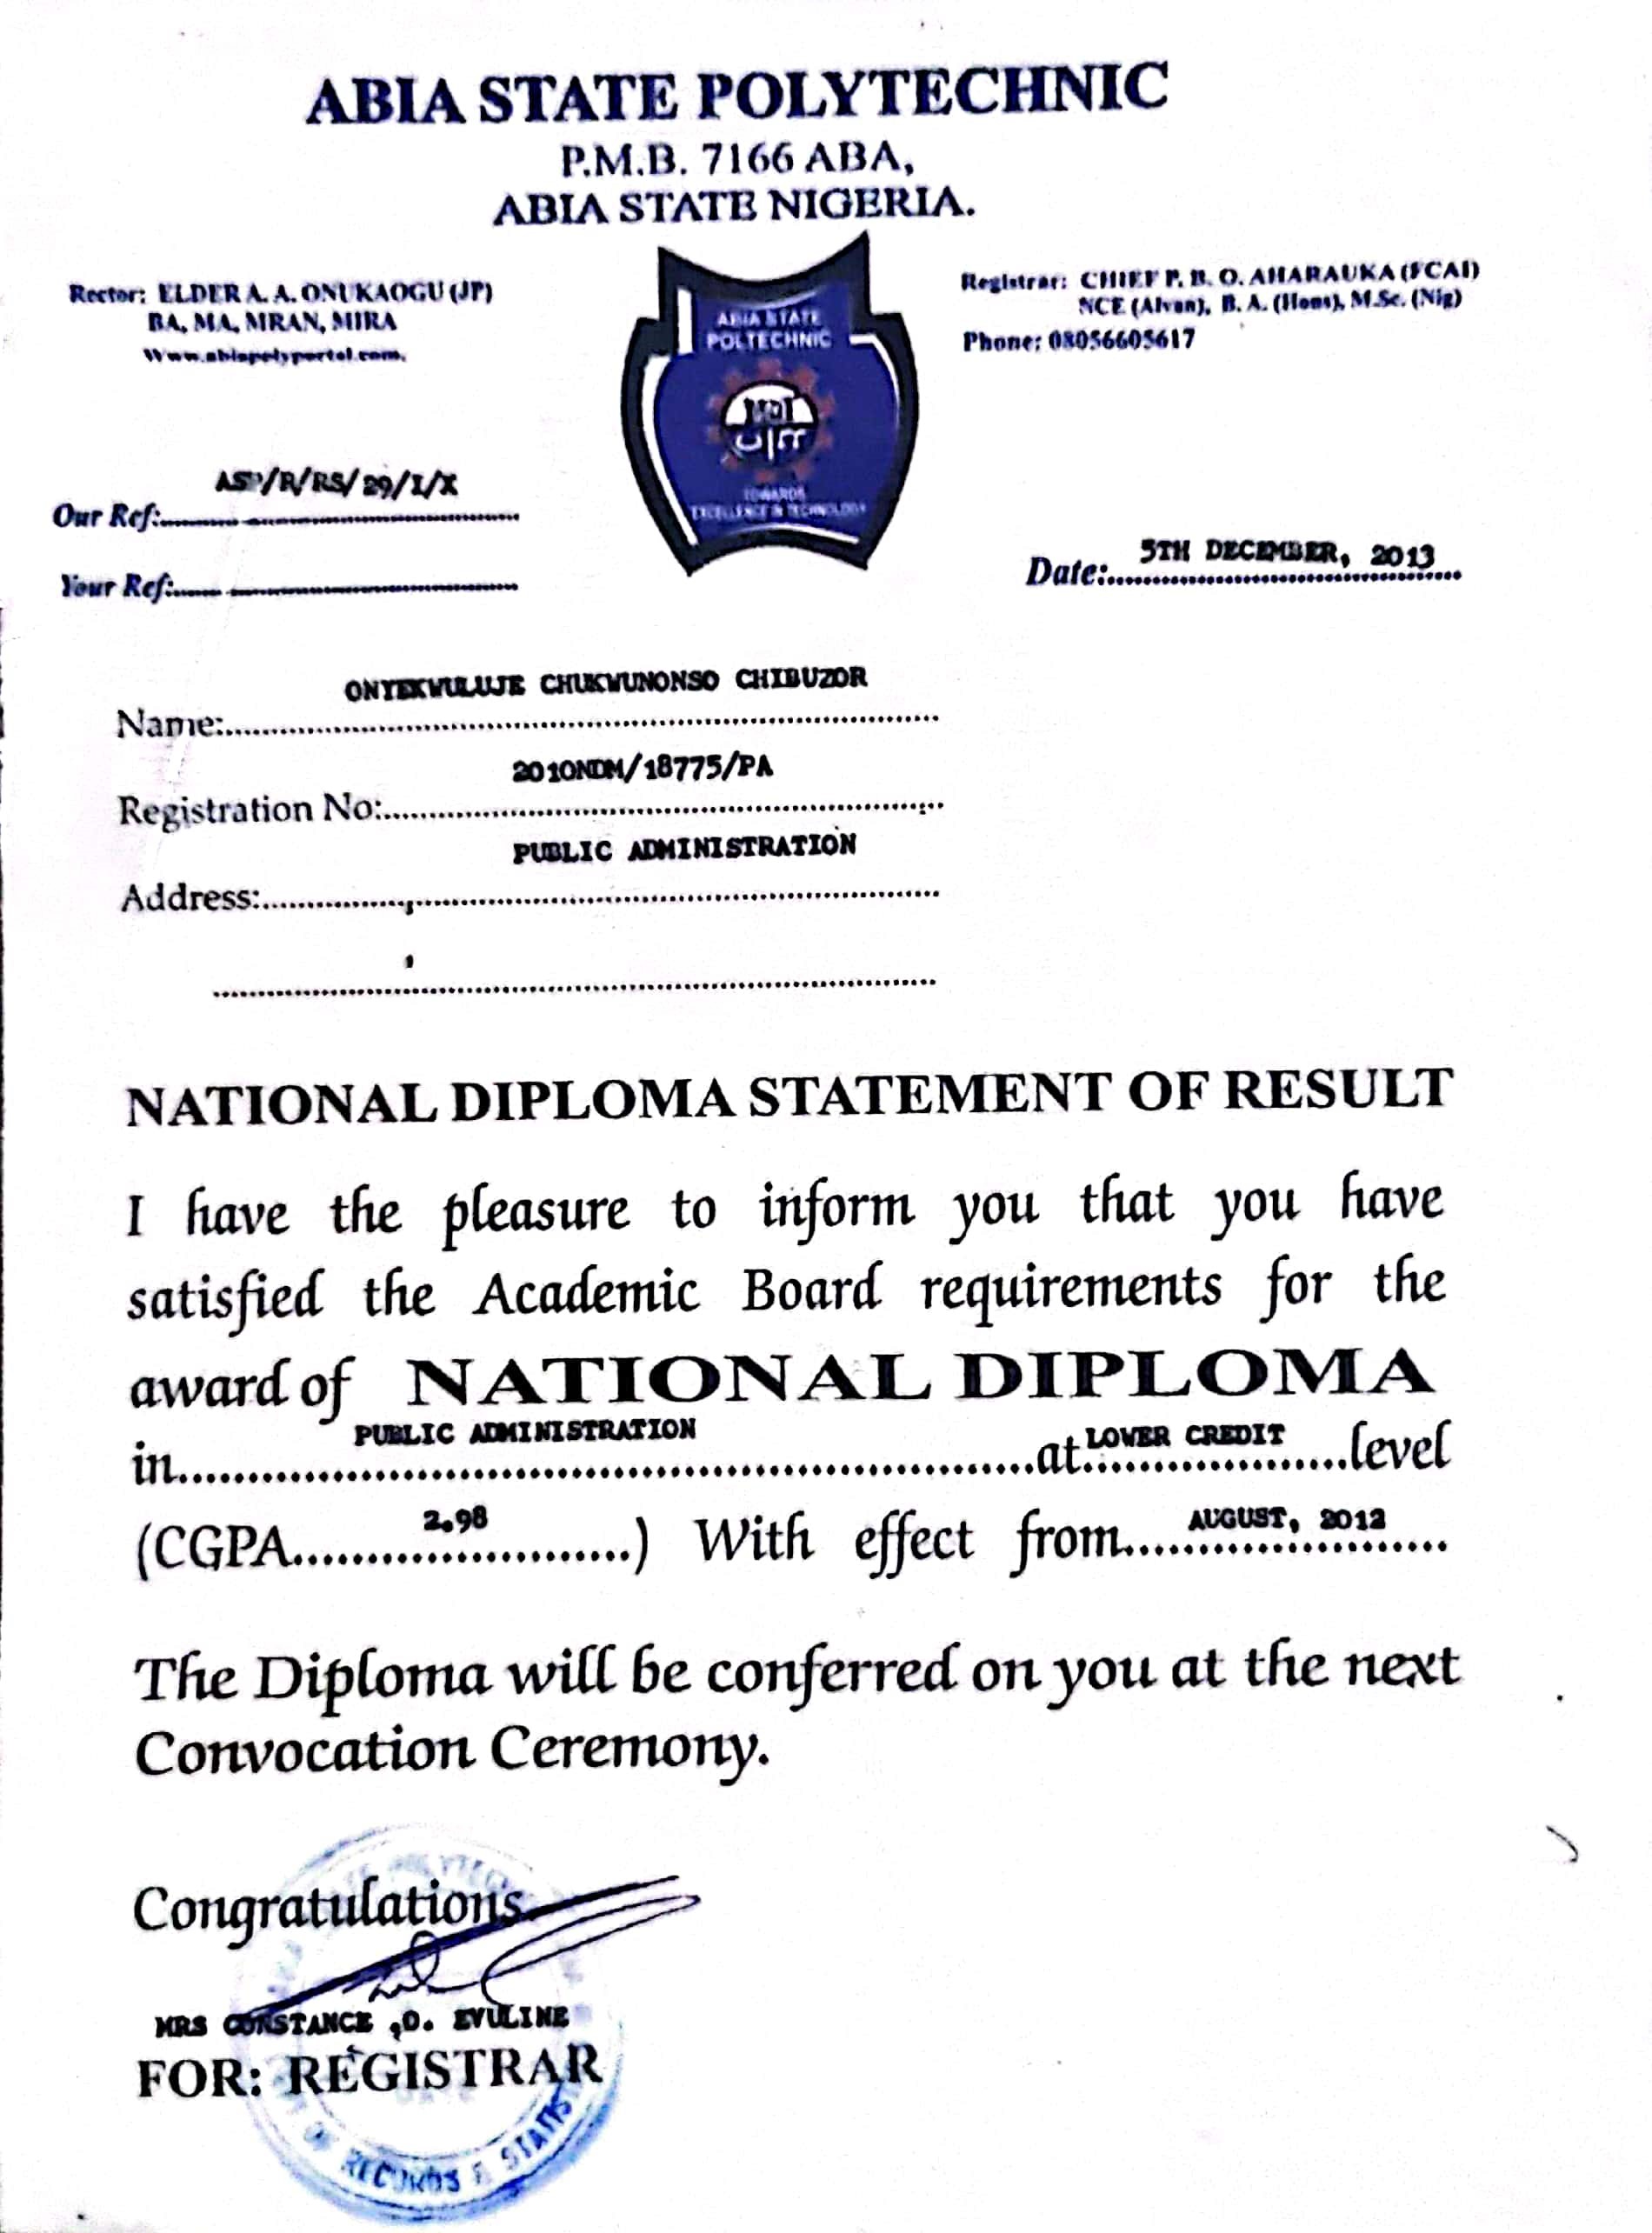 ABIA STATE POLYTECHNIC
P.M.B. 7166 ABA,
ABIA STATE NIGERIA.
Rector: ELDER A. A. ONUKAOGU (JP)
BA, MA, MRAN, MIRA
Www.abiapolyportal.com.
Registrar: CHIEF P. B. O. AHARAUKA (FCAI)
NCE (Alvan), B. A. (Hons), M.Sc. (Nig)
Phone: 08056605617
ABIA STATE
POLTECHNIC
TOWARDS
EXCELLENCE IN TECHNOLOGY
Our Ref: ASP/R/RS/29/I/X
Your Ref:
Date: 5TH DECEMBER, 2013
Name: ONYEKWULUJE CHUKWUNONSO CHIBUZOR
Registration No: 2010NDM/18775/PA
Address: PUBLIC ADMINISTRATION
NATIONAL DIPLOMA STATEMENT OF RESULT
I have the pleasure to inform you that you have
satisfied the Academic Board requirements for the
award of NATIONAL DIPLOMA
in PUBLIC ADMINISTRATION at LOWER CREDIT level
(CGPA 2.98) With effect from AUGUST, 2012
The Diploma will be conferred on you at the next
Convocation Ceremony.
Congratulations
MRS CONSTANCE ,O. EVULINE
FOR: REGISTRAR
OF RECORDS & STATIS